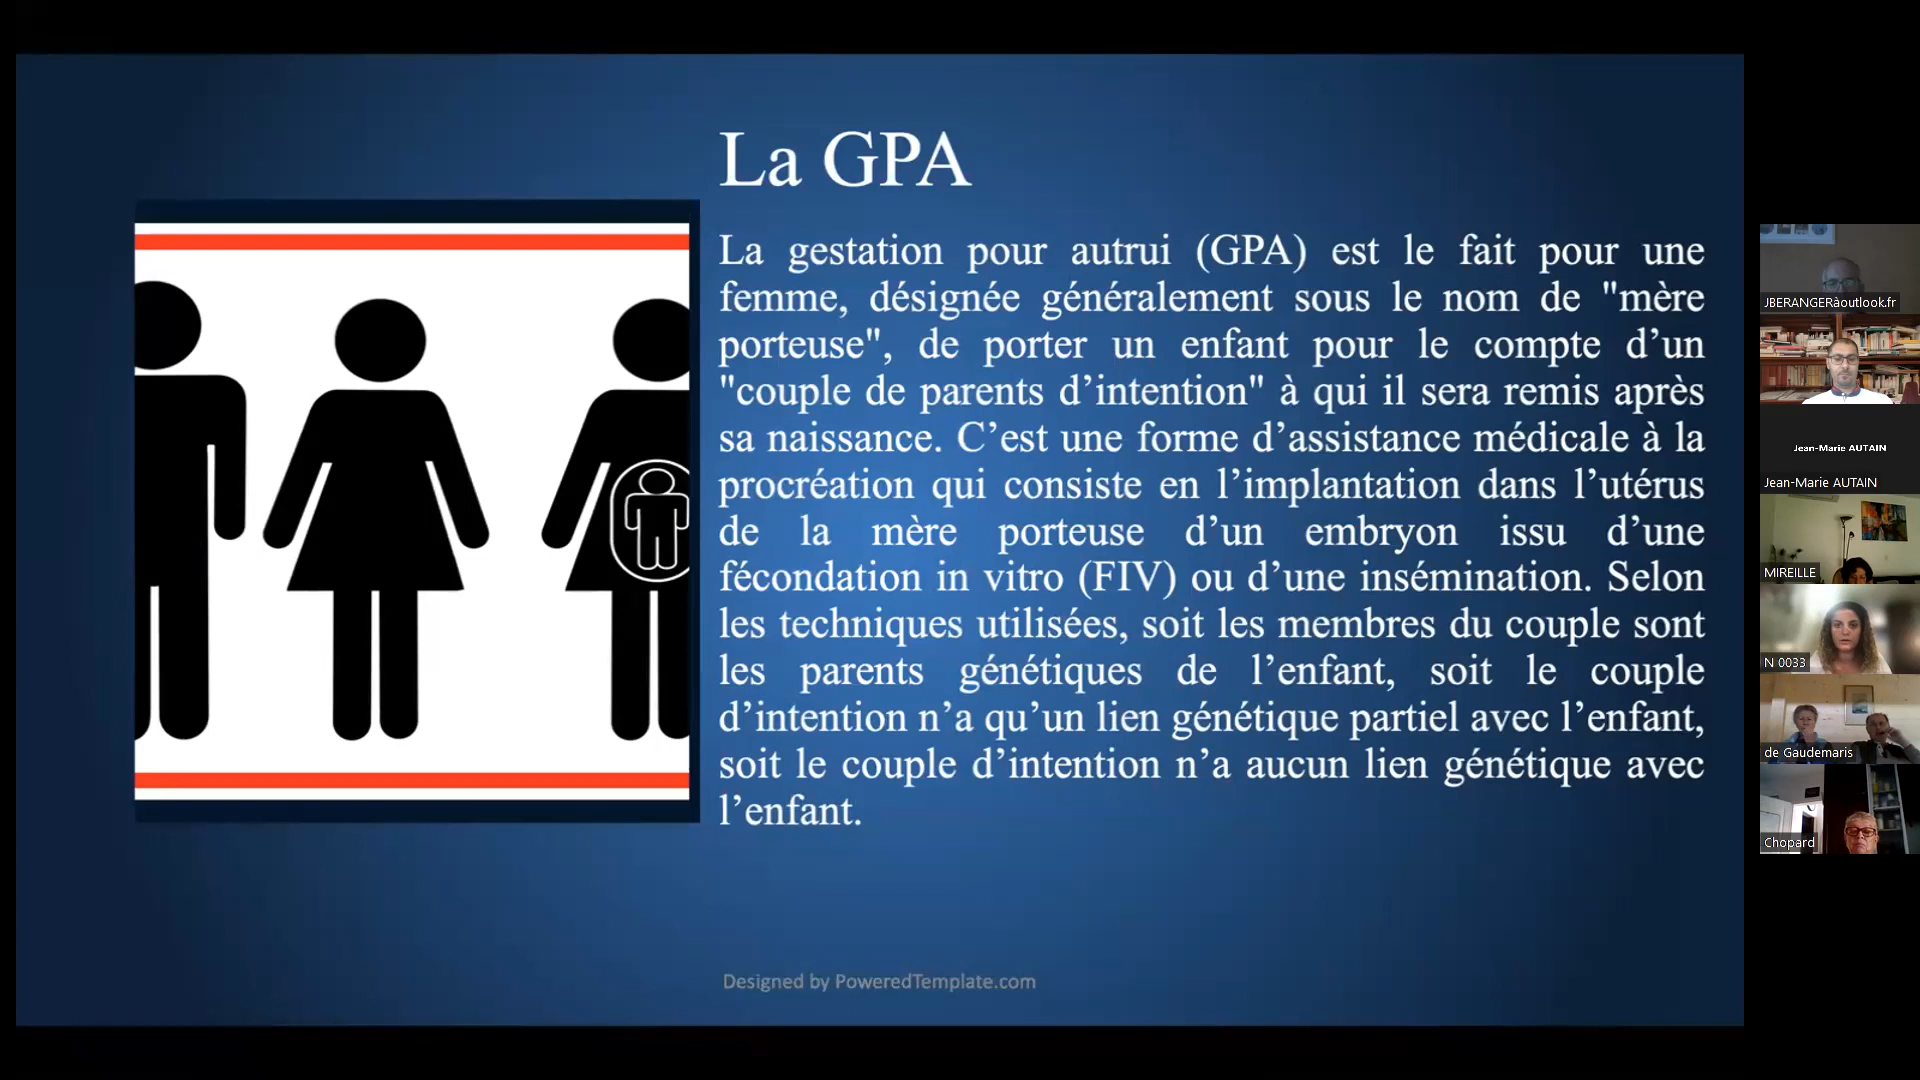 La GPA
La gestation pour autrui (GPA) est le fait pour une
femme, désignée généralement sous le nom de "mère
porteuse", de porter un enfant pour le compte d’un
"couple de parents d’intention" à qui il sera remis après
sa naissance. C’est une forme d’assistance médicale à la
procréation qui consiste en l’implantation dans l’utérus
de la mère porteuse d’un embryon issu d’une
fécondation in vitro (FIV) ou d’une insémination. Selon
les techniques utilisées, soit les membres du couple sont
les parents génétiques de l’enfant, soit le couple
d’intention n’a qu’un lien génétique partiel avec l’enfant,
soit le couple d’intention n’a aucun lien génétique avec
l’enfant.
Designed by PoweredTemplate.com
JBERANGERàoutlook.fr
Jean-Marie AUTAIN
Jean-Marie AUTAIN
MIREILLE
N 0033
de Gaudemaris
Chopard